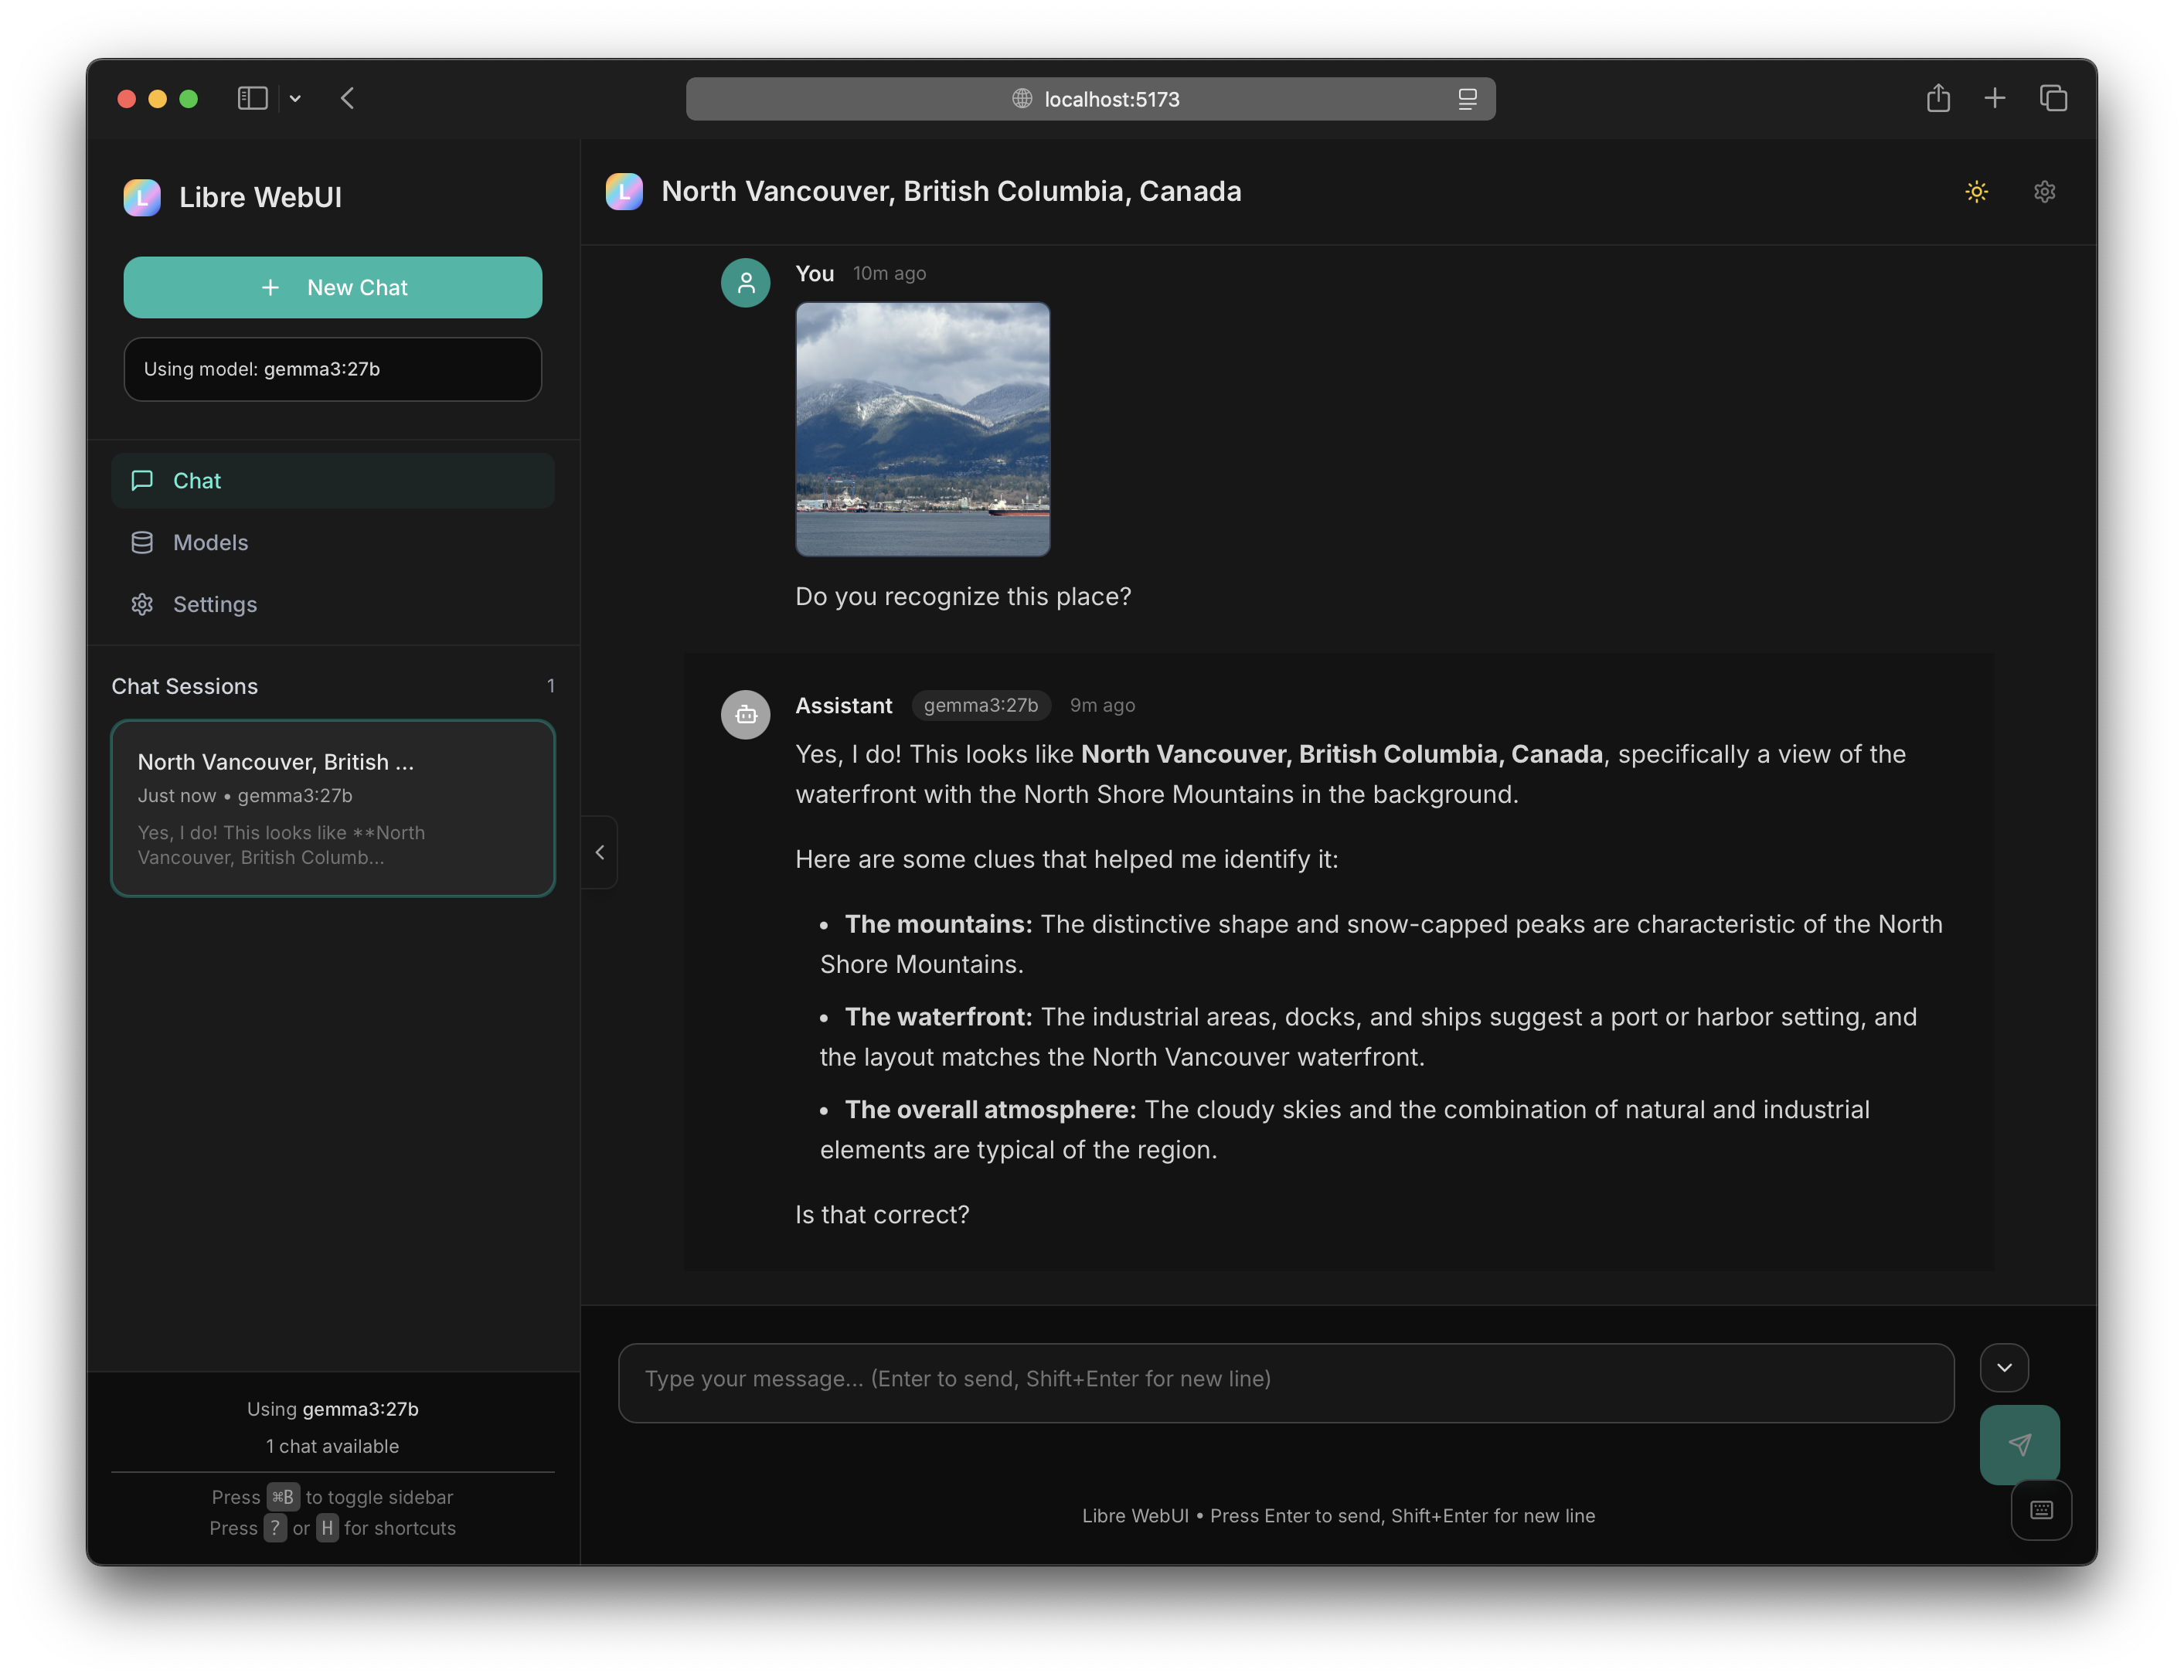 localhost:5173
L Libre WebUI
+ New Chat
Using model: gemma3:27b
Chat
Models
Settings
Chat Sessions 1
North Vancouver, British ...
Just now • gemma3:27b
Yes, I do! This looks like **North
Vancouver, British Columb...
Using gemma3:27b
1 chat available
Press ⌘B to toggle sidebar
Press ? or H for shortcuts
L North Vancouver, British Columbia, Canada
You 10m ago
Do you recognize this place?
Assistant gemma3:27b 9m ago
Yes, I do! This looks like North Vancouver, British Columbia, Canada, specifically a view of the
waterfront with the North Shore Mountains in the background.
Here are some clues that helped me identify it:
• The mountains: The distinctive shape and snow-capped peaks are characteristic of the North
Shore Mountains.
• The waterfront: The industrial areas, docks, and ships suggest a port or harbor setting, and
the layout matches the North Vancouver waterfront.
• The overall atmosphere: The cloudy skies and the combination of natural and industrial
elements are typical of the region.
Is that correct?
Type your message... (Enter to send, Shift+Enter for new line)
Libre WebUI • Press Enter to send, Shift+Enter for new line